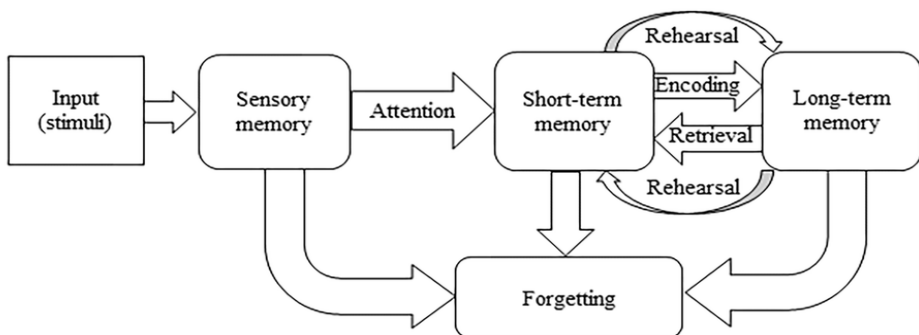 Rehearsal
Input
(stimuli)
Sensory
memory
Attention
Short-term
memory
Encoding
Retrieval
Long-term
memory
Rehearsal
Forgetting